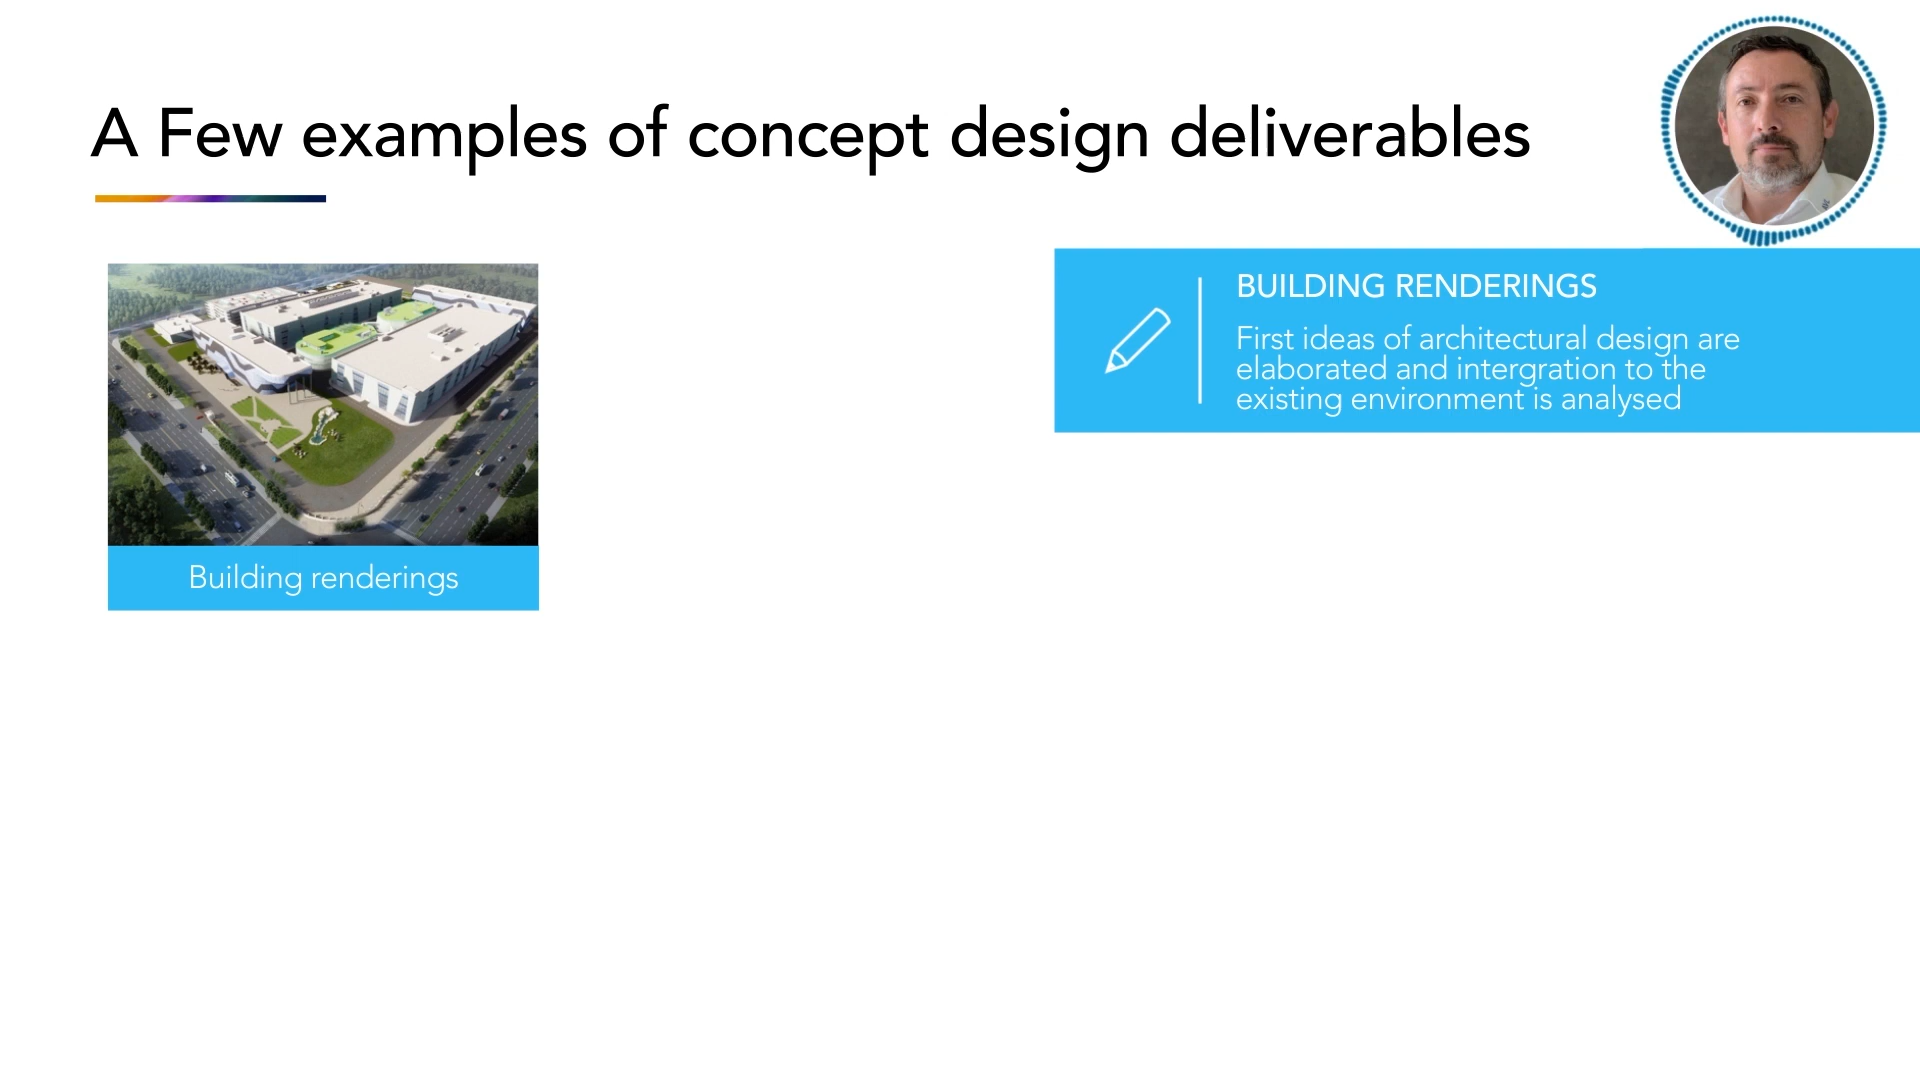 A Few examples of concept design deliverables
BUILDING RENDERINGS
First ideas of architectural design are
elaborated and intergration to the
existing environment is analysed
Building renderings